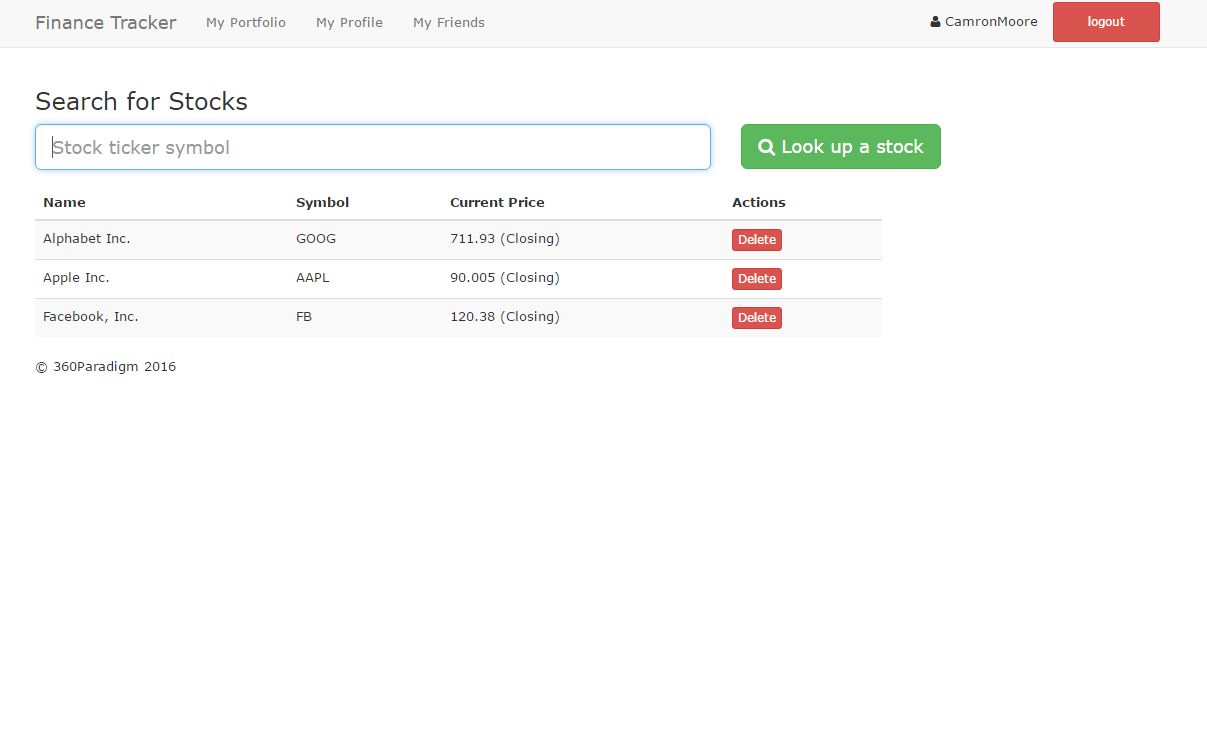 Finance Tracker My Portfolio My Profile My Friends CamronMoore logout
Search for Stocks
Stock ticker symbol Look up a stock
Name Symbol Current Price Actions
Alphabet Inc. GOOG 711.93 (Closing) Delete
Apple Inc. AAPL 90.005 (Closing) Delete
Facebook, Inc. FB 120.38 (Closing) Delete
© 360Paradigm 2016